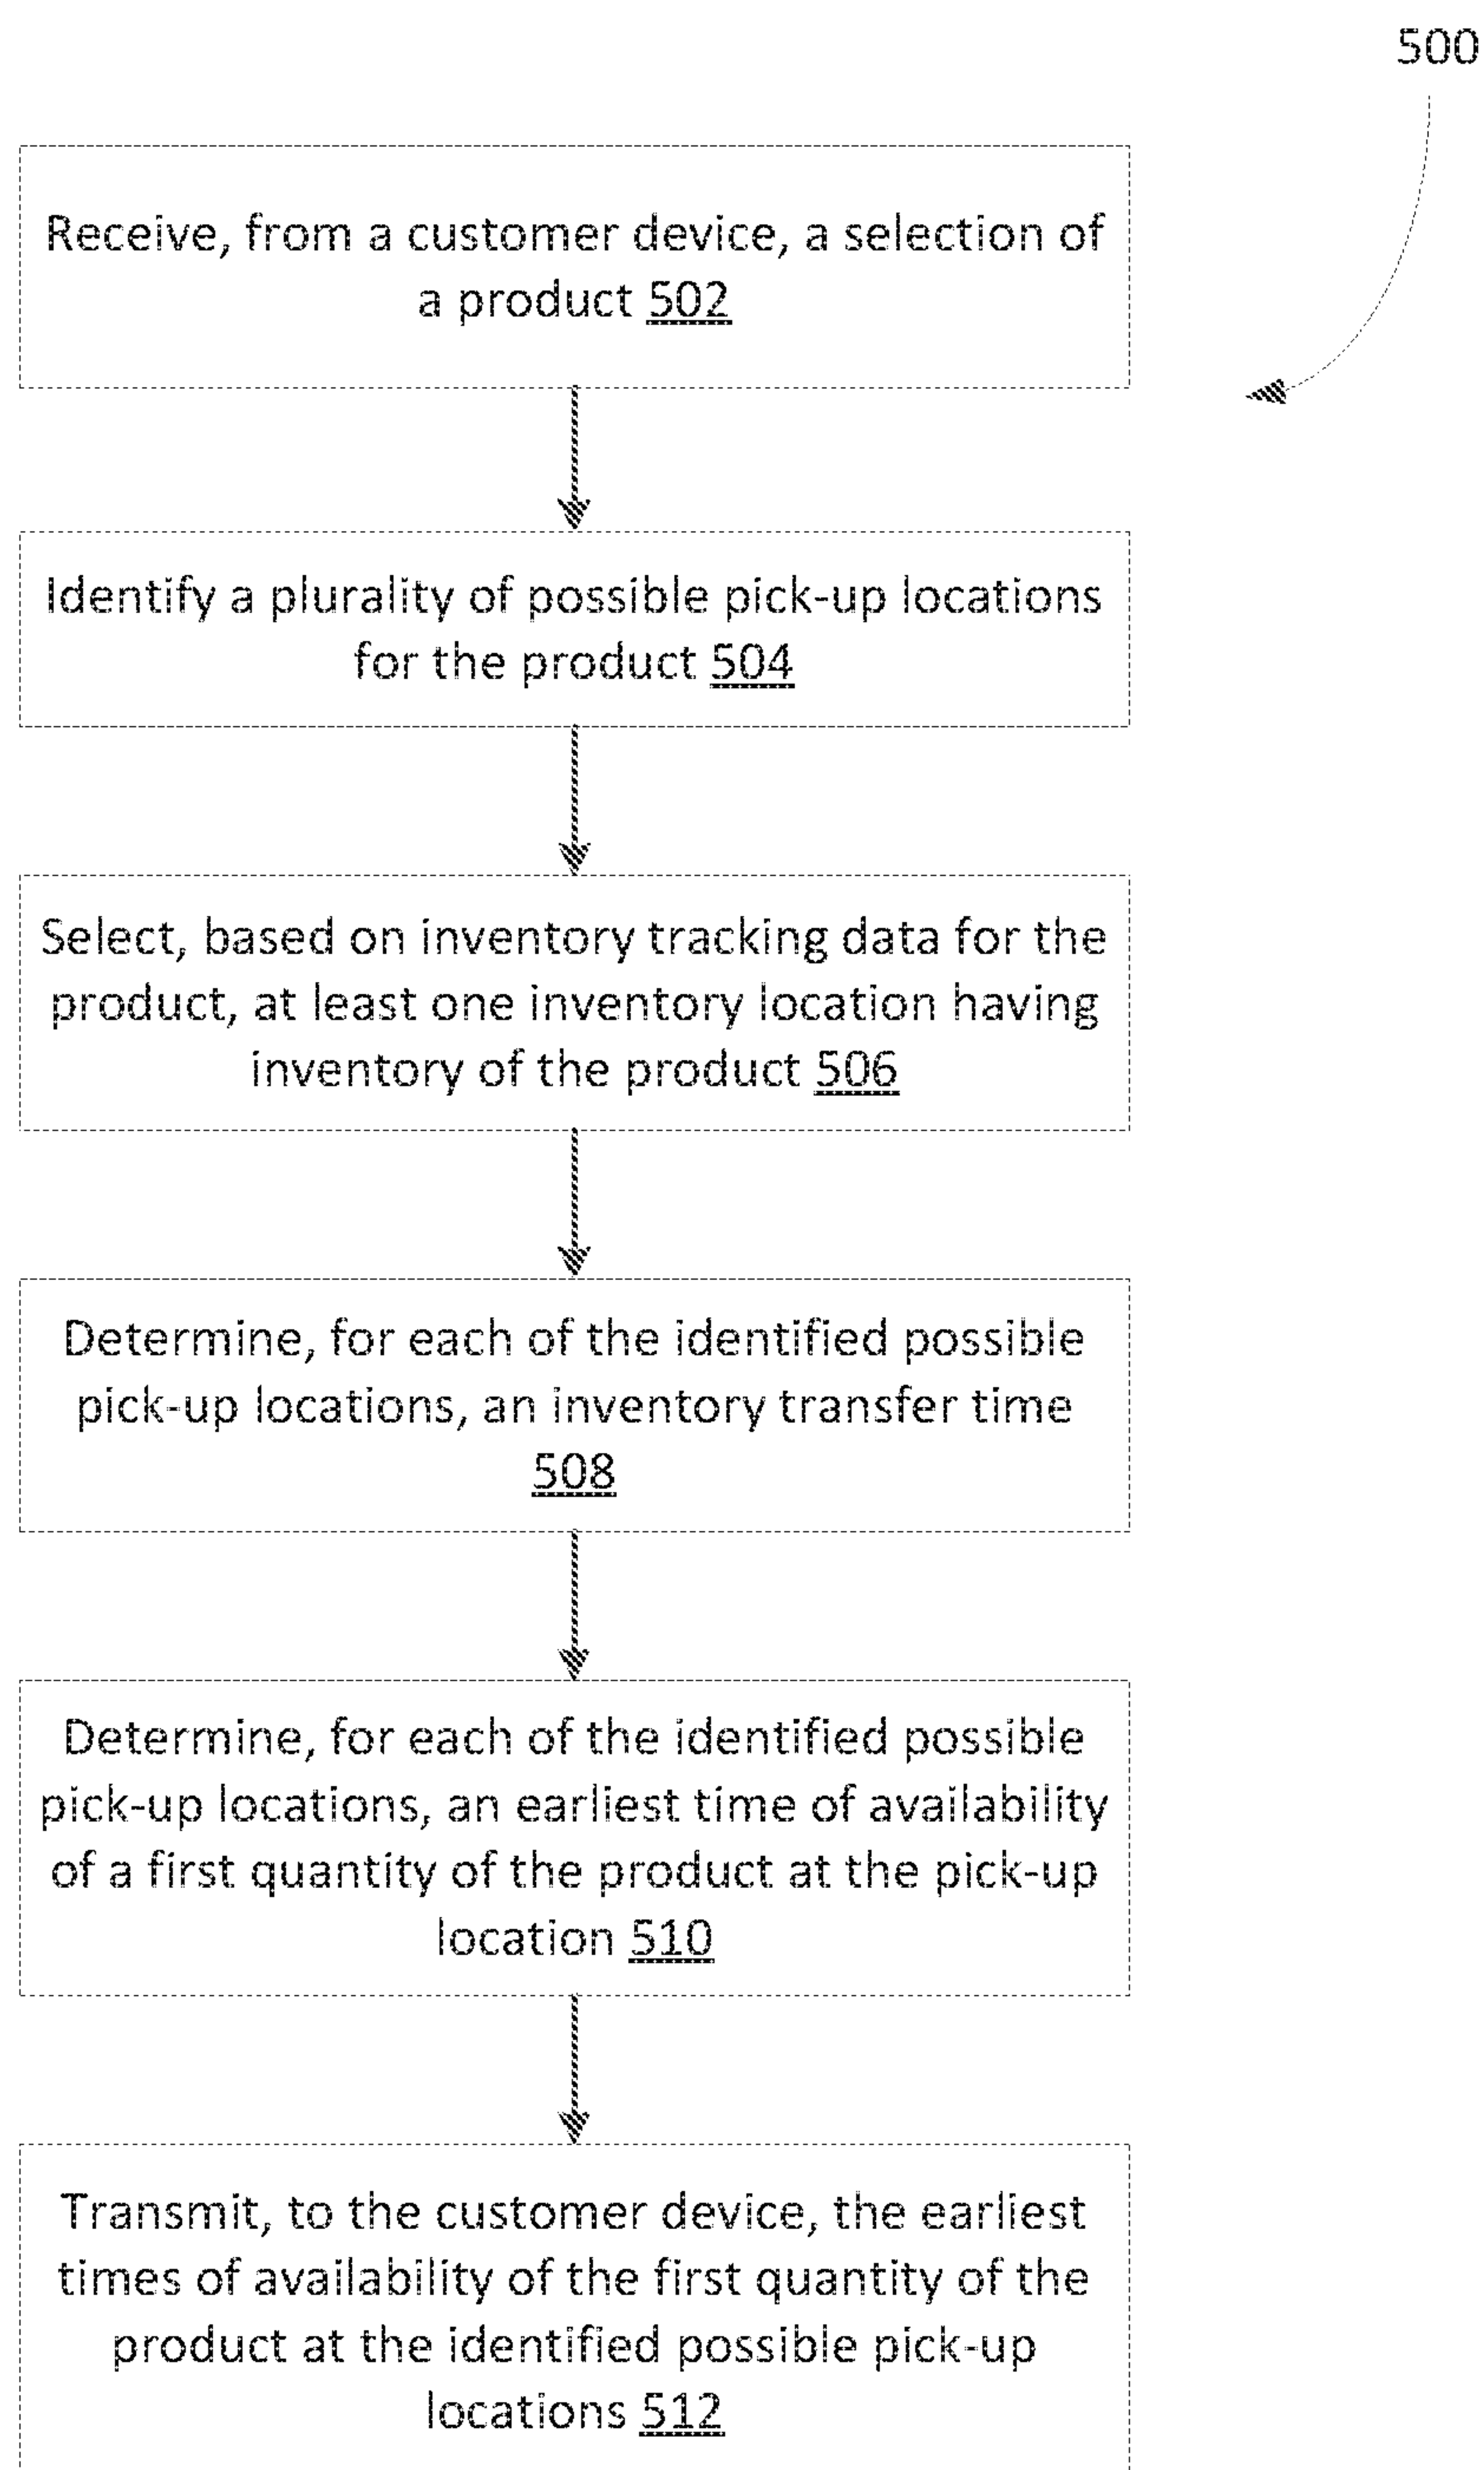 500
Receive, from a customer device, a selection of
a product 502
Identify a plurality of possible pick-up locations
for the product 504
Select, based on inventory tracking data for the
product, at least one inventory location having
inventory of the product 506
Determine, for each of the identified possible
pick-up locations, an inventory transfer time
508
Determine, for each of the identified possible
pick-up locations, an earliest time of availability
of a first quantity of the product at the pick-up
location 510
Transmit, to the customer device, the earliest
times of availability of the first quantity of the
product at the identified possible pick-up
locations 512